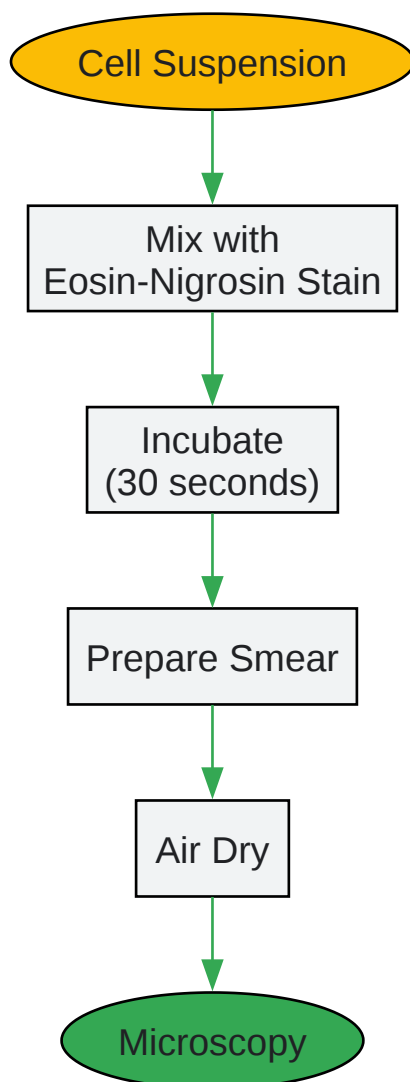 Cell Suspension
Mix with
Eosin-Nigrosin Stain
Incubate
(30 seconds)
Prepare Smear
Air Dry
Microscopy